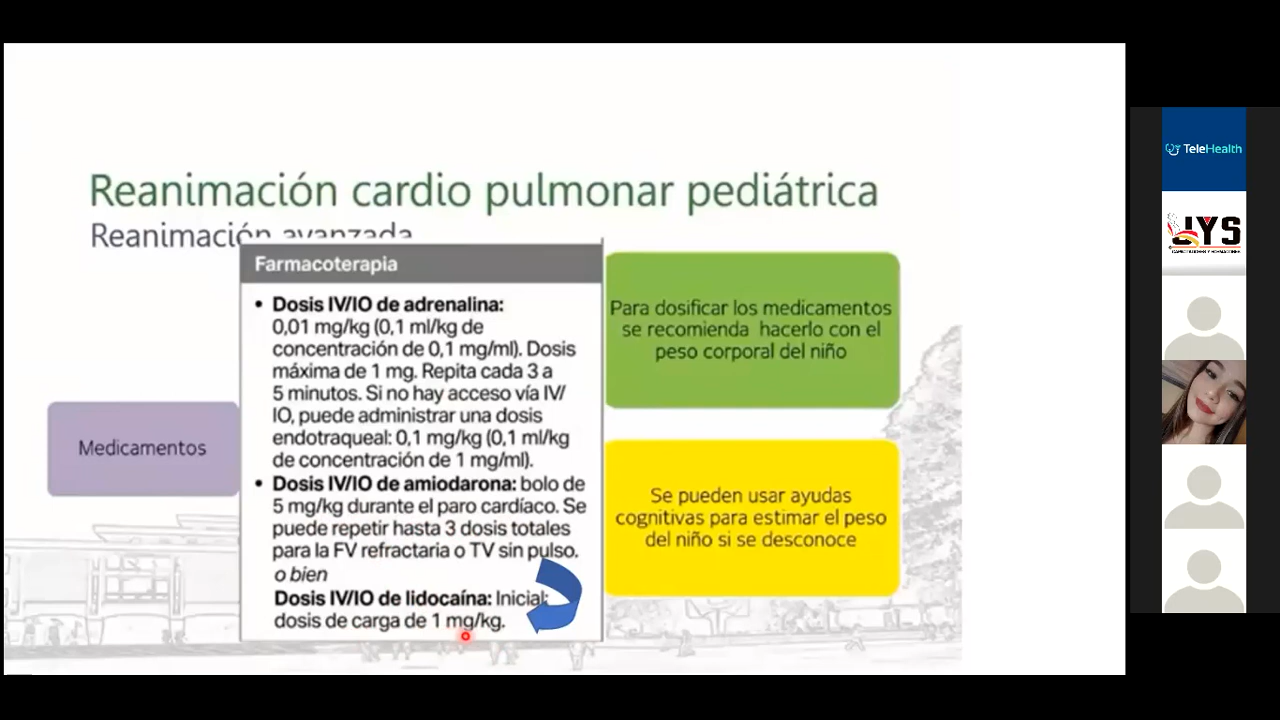 Reanimación cardio pulmonar pediátrica
Reanimación avanzada
Farmacoterapia
• Dosis IV/IO de adrenalina:
0,01 mg/kg (0,1 ml/kg de
concentración de 0,1 mg/ml). Dosis
máxima de 1 mg. Repita cada 3 a
5 minutos. Si no hay acceso vía IV/
IO, puede administrar una dosis
endotraqueal: 0,1 mg/kg (0,1 ml/kg
de concentración de 1 mg/ml).
• Dosis IV/IO de amiodarona: bolo de
5 mg/kg durante el paro cardíaco. Se
puede repetir hasta 3 dosis totales
para la FV refractaria o TV sin pulso.
o bien
Dosis IV/IO de lidocaína: Inicial:
dosis de carga de 1 mg/kg.
Medicamentos
Para dosificar los medicamentos
se recomienda hacerlo con el
peso corporal del niño
Se pueden usar ayudas
cognitivas para estimar el peso
del niño si se desconoce
TeleHealth
JYS